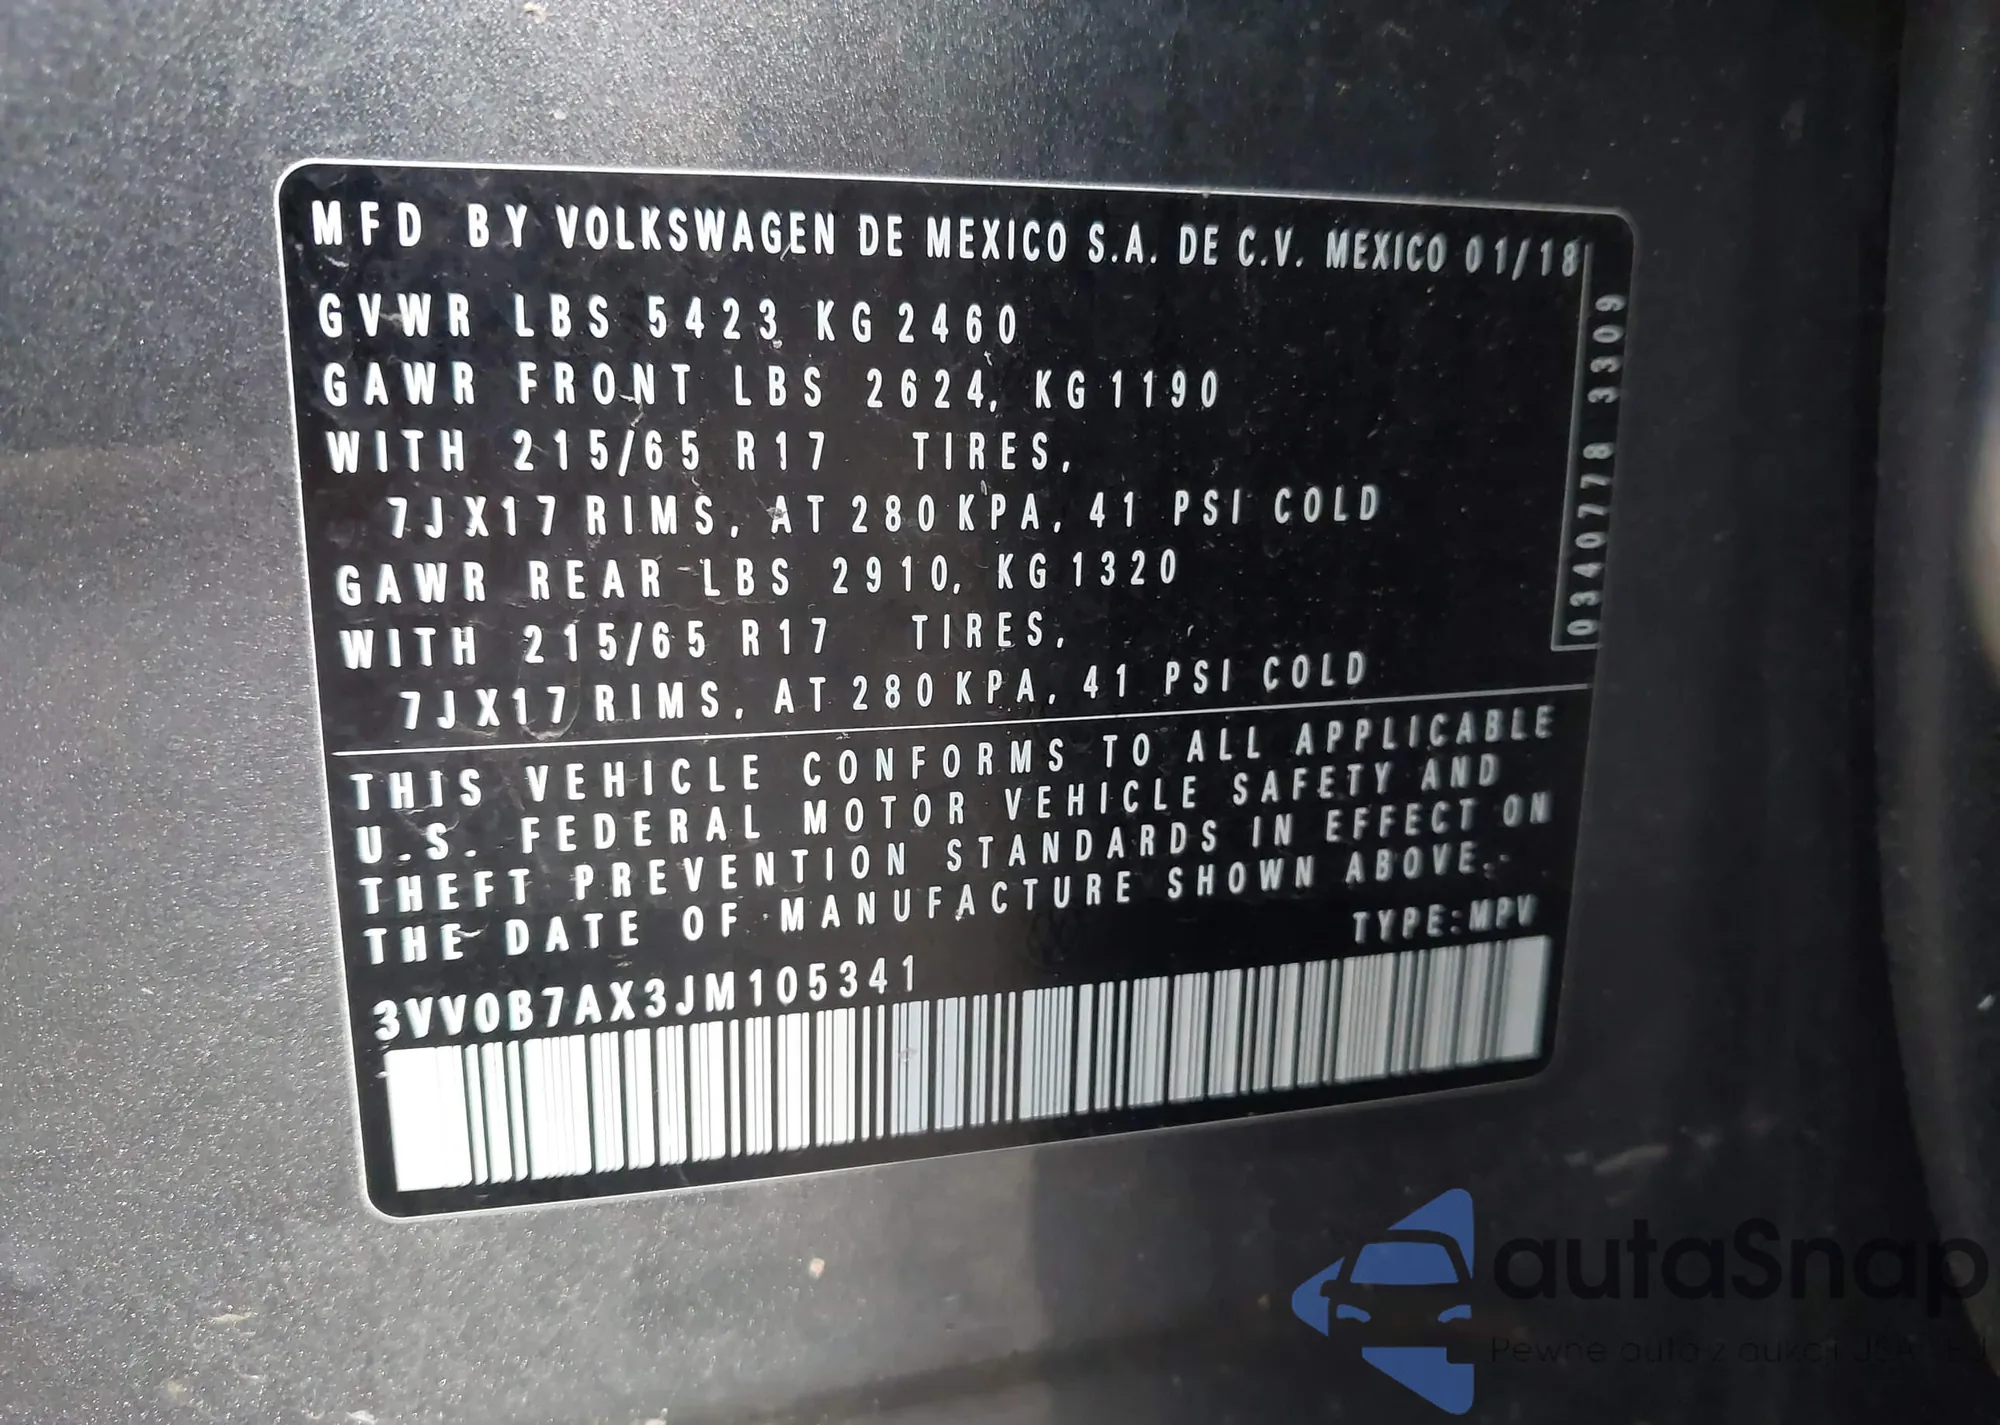 MFD BY VOLKSWAGEN DE MEXICO S.A. DE C.V. MEXICO 01/18
GVWR LBS 5423 KG 2460
GAWR FRONT LBS 2624, KG 1190
WITH 215/65 R17 TIRES,
7JX17 RIMS, AT 280 KPA, 41 PSI COLD
GAWR REAR LBS 2910, KG 1320
WITH 215/65 R17 TIRES,
7JX17 RIMS, AT 280 KPA, 41 PSI COLD
0340778 3309
THIS VEHICLE CONFORMS TO ALL APPLICABLE
U.S. FEDERAL MOTOR VEHICLE SAFETY AND
THEFT PREVENTION STANDARDS IN EFFECT ON
THE DATE OF MANUFACTURE SHOWN ABOVE.
TYPE:MPV
3VV0B7AX3JM105341
autaSnap
Pewne auta z aukcji